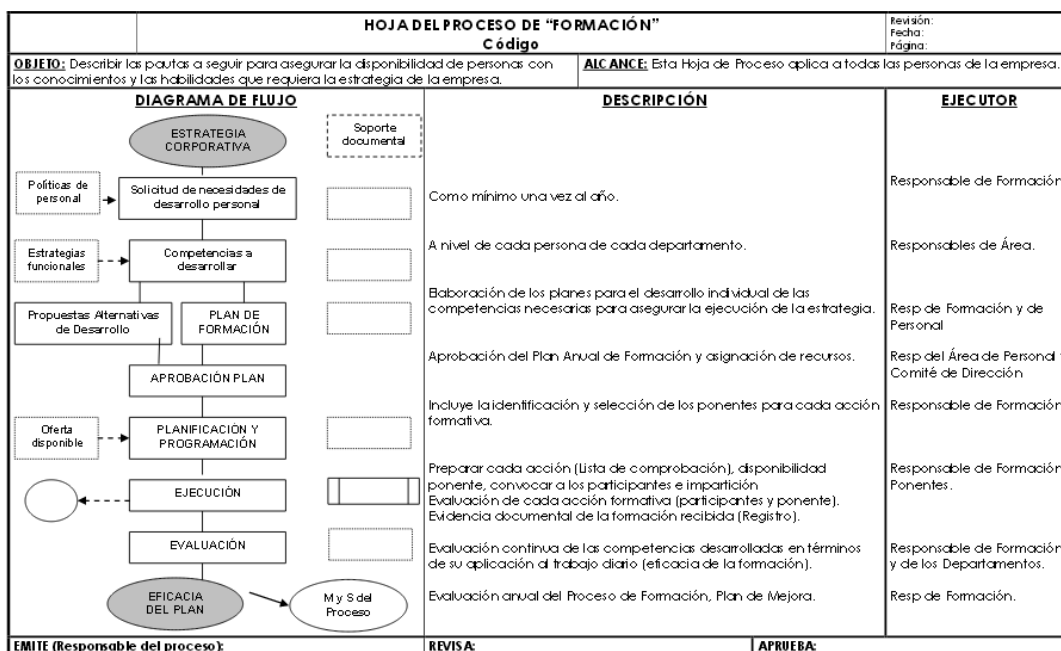 HOJA DEL PROCESO DE “FORMACIÓN”
Código
Revisión:
Fecha:
Página:
OBJETO: Describir las pautas a seguir para asegurar la disponibilidad de personas con
los conocimientos y las habilidades que requiera la estrategia de la empresa.
ALCANCE: Esta Hoja de Proceso aplica a todas las personas de la empresa.
DIAGRAMA DE FLUJO
ESTRATEGIA
CORPORATIVA
Soporte
documental
Políticas de
personal
Solicitud de necesidades de
desarrollo personal
Estrategias
funcionales
Competencias a
desarrollar
Propuestas Alternativas
de Desarrollo
PLAN DE
FORMACIÓN
APROBACIÓN PLAN
Oferta
disponible
PLANIFICACIÓN Y
PROGRAMACIÓN
EJECUCIÓN
EVALUACIÓN
EFICACIA
DEL PLAN
M y S del
Proceso
DESCRIPCIÓN
Como mínimo una vez al año.
A nivel de cada persona de cada departamento.
Elaboración de los planes para el desarrollo individual de las
competencias necesarias para asegurar la ejecución de la estrategia.
Aprobación del Plan Anual de Formación y asignación de recursos.
Incluye la identificación y selección de los ponentes para cada acción
formativa.
Preparar cada acción (Lista de comprobación), disponibilidad
ponente, convocar a los participantes e impartición
Evaluación de cada acción formativa (participantes y ponente).
Evidencia documental de la formación recibida (Registro).
Evaluación continua de las competencias desarrolladas en términos
de su aplicación al trabajo diario (eficacia de la formación).
Evaluación anual del Proceso de Formación, Plan de Mejora.
EJECUTOR
Responsable de Formación
Responsables de Área.
Resp de Formación y de
Personal
Resp del Área de Personal
Comité de Dirección
Responsable de Formación
Responsable de Formación
Ponentes.
Responsable de Formación
y de los Departamentos.
Resp de Formación.
EMITE (Responsable del proceso):
REVISA:
APRUEBA: